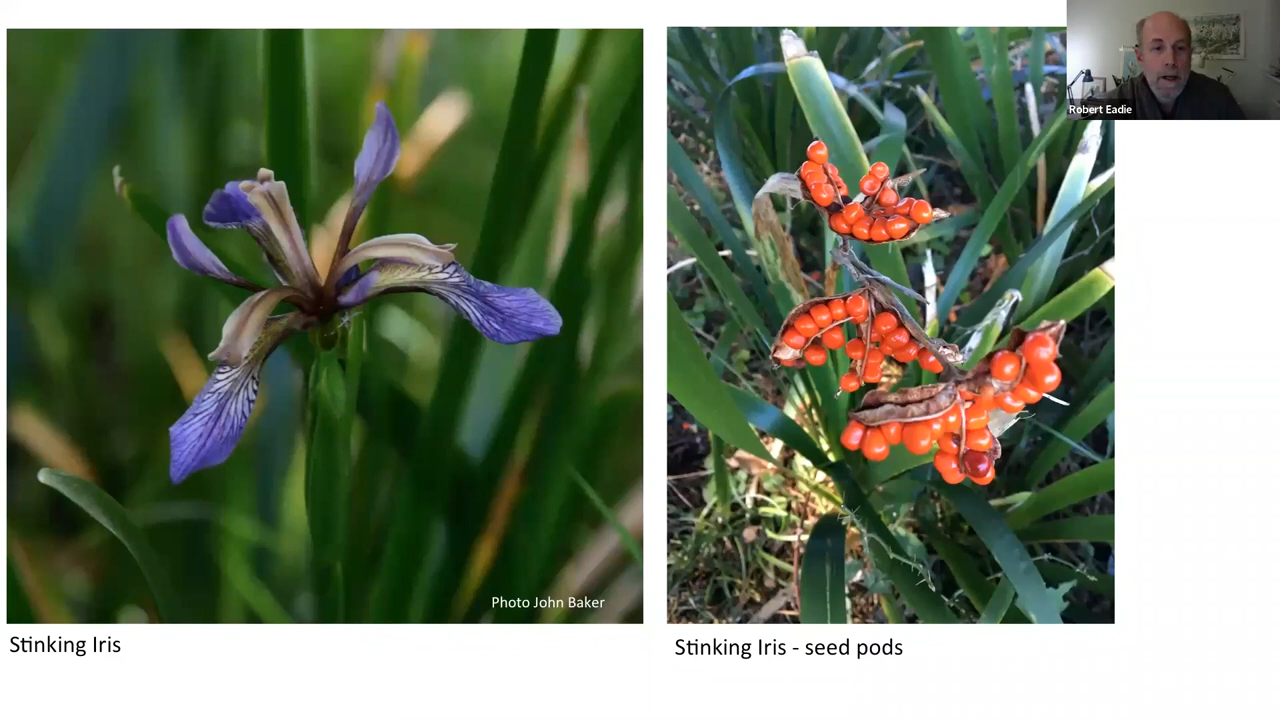 Robert Eadie
Photo John Baker
Stinking Iris
Stinking Iris - seed pods